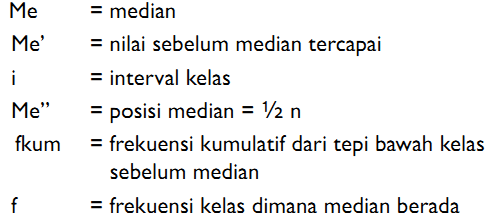 Me = median
Me’ = nilai sebelum median tercapai
i = interval kelas
Me” = posisi median = ½ n
fkum = frekuensi kumulatif dari tepi bawah kelas
sebelum median
f = frekuensi kelas dimana median berada